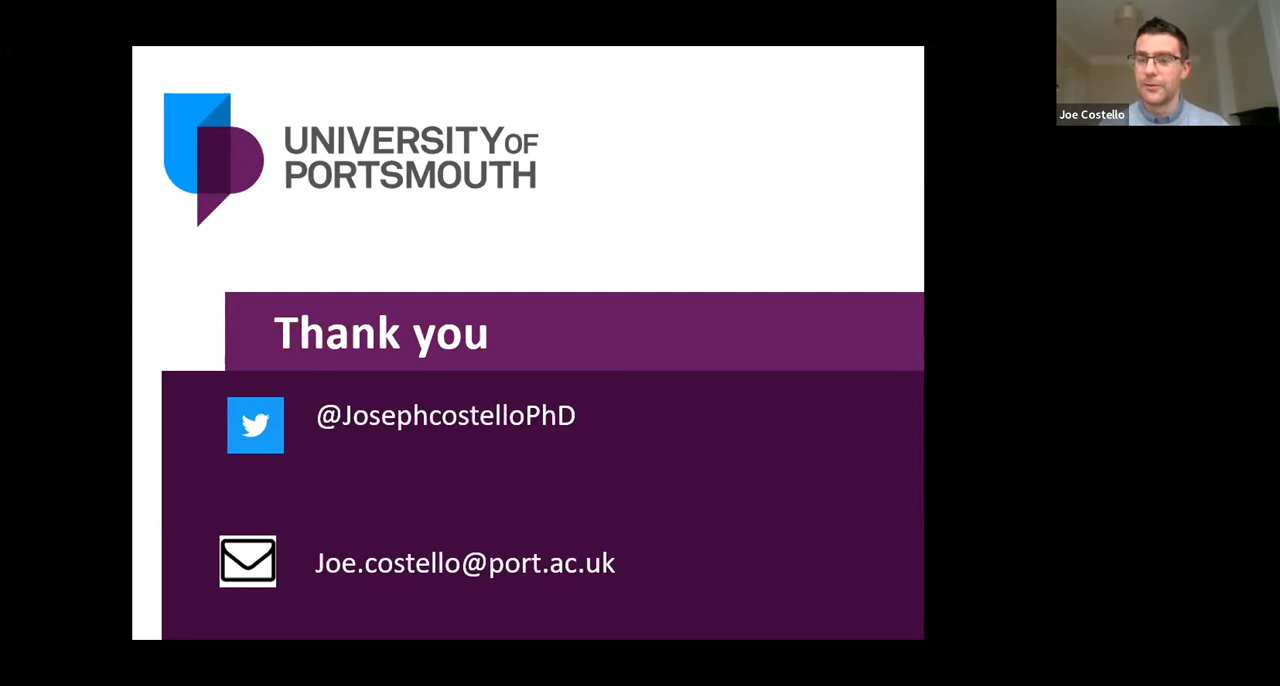 UNIVERSITY OF
PORTSMOUTH
Thank you
@JosephcostelloPhD
Joe.costello@port.ac.uk
Joe Costello